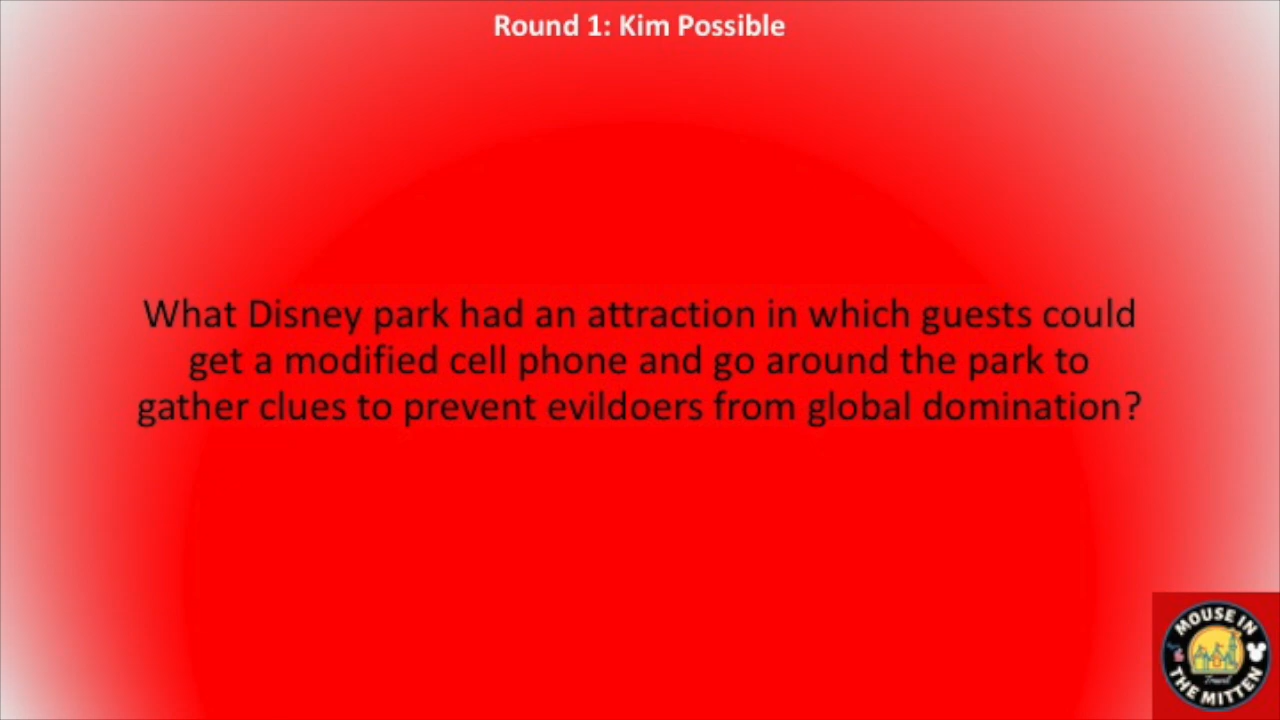 Round 1: Kim Possible
What Disney park had an attraction in which guests could
get a modified cell phone and go around the park to
gather clues to prevent evildoers from global domination?
MOUSE IN
Travel
THE MITTEN